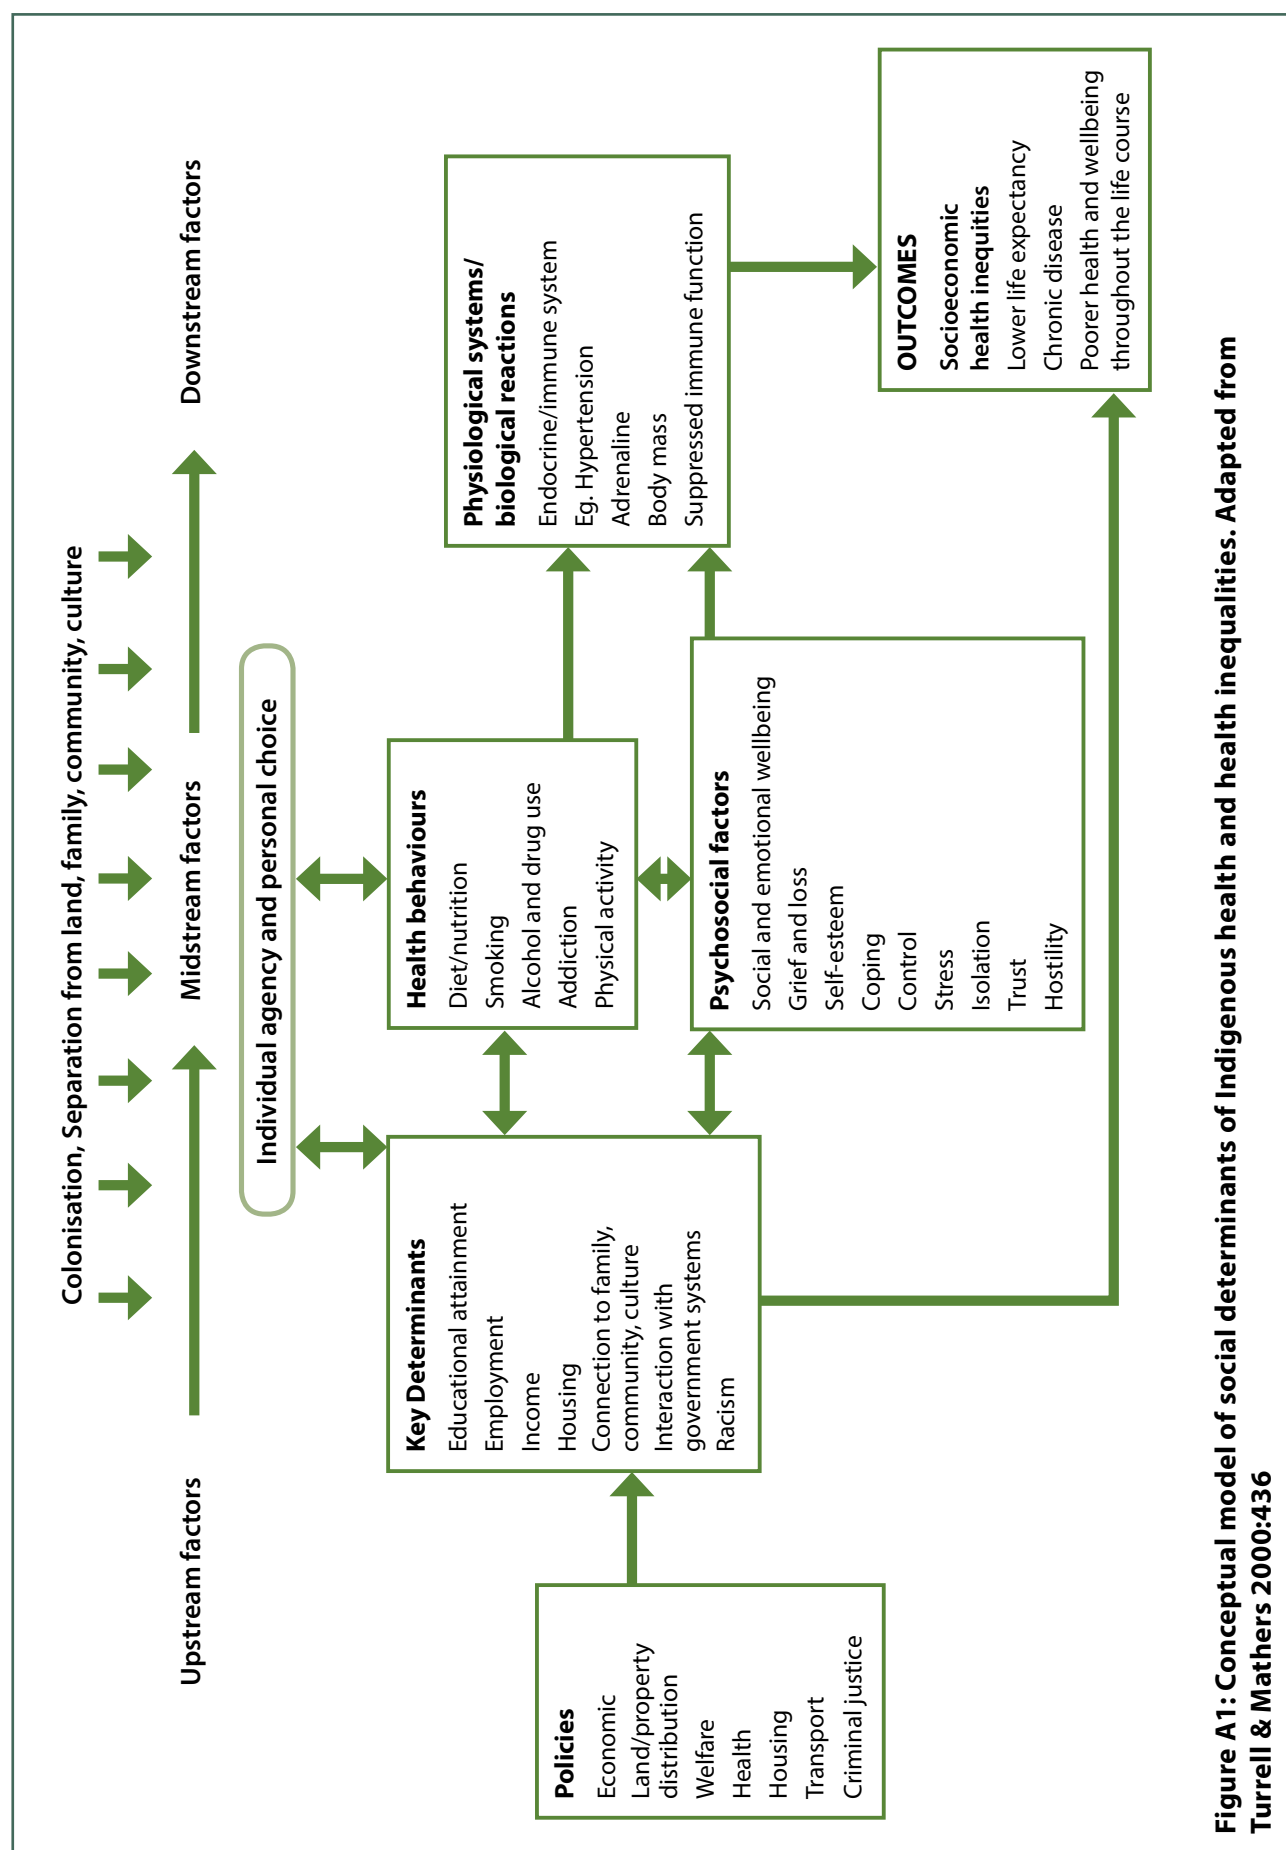 Colonisation, Separation from land, family, community, culture
Upstream factors
Midstream factors
Downstream factors
Individual agency and personal choice
Policies
Economic
Land/property
distribution
Welfare
Health
Housing
Transport
Criminal justice
Key Determinants
Educational attainment
Employment
Income
Housing
Connection to family,
community, culture
Interaction with
government systems
Racism
Health behaviours
Diet/nutrition
Smoking
Alcohol and drug use
Addiction
Physical activity
Psychosocial factors
Social and emotional wellbeing
Grief and loss
Self-esteem
Coping
Control
Stress
Isolation
Trust
Hostility
Physiological systems/
biological reactions
Endocrine/immune system
Eg. Hypertension
Adrenaline
Body mass
Suppressed immune function
OUTCOMES
Socioeconomic
health inequities
Lower life expectancy
Chronic disease
Poorer health and wellbeing
throughout the life course
Figure A1: Conceptual model of social determinants of Indigenous health and health inequalities. Adapted from
Turrell & Mathers 2000:436